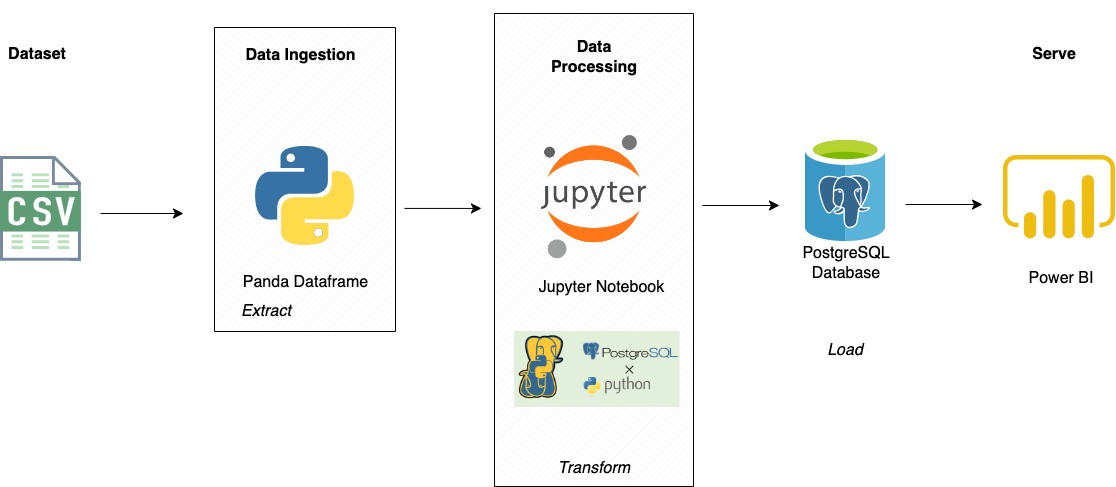 Dataset
Data Ingestion
Data
Processing
Serve
CSV
jupyter
Panda Dataframe
Extract
Jupyter Notebook
PostgreSQL
×
python
Transform
PostgreSQL
Database
Load
Power BI